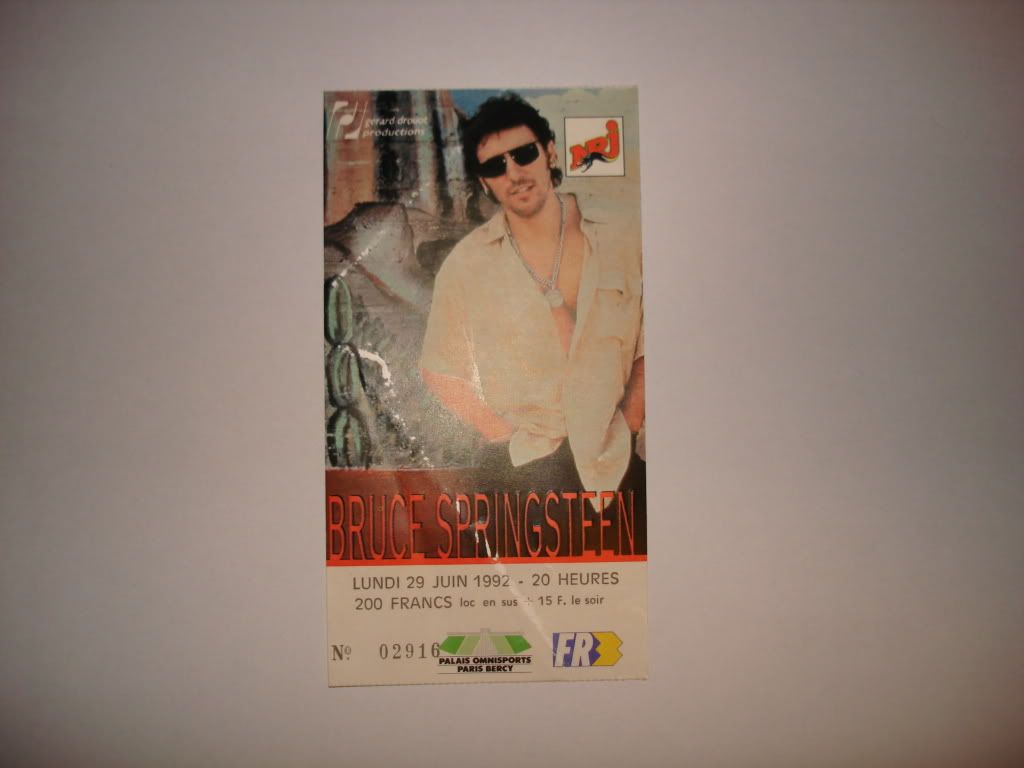 gérard drouot
productions
NRJ
BRUCE SPRINGSTEEN
LUNDI 29 JUIN 1992 - 20 HEURES
200 FRANCS loc en sus + 15 F. le soir
Nº 02916
PALAIS OMNISPORTS
PARIS BERCY
FR3